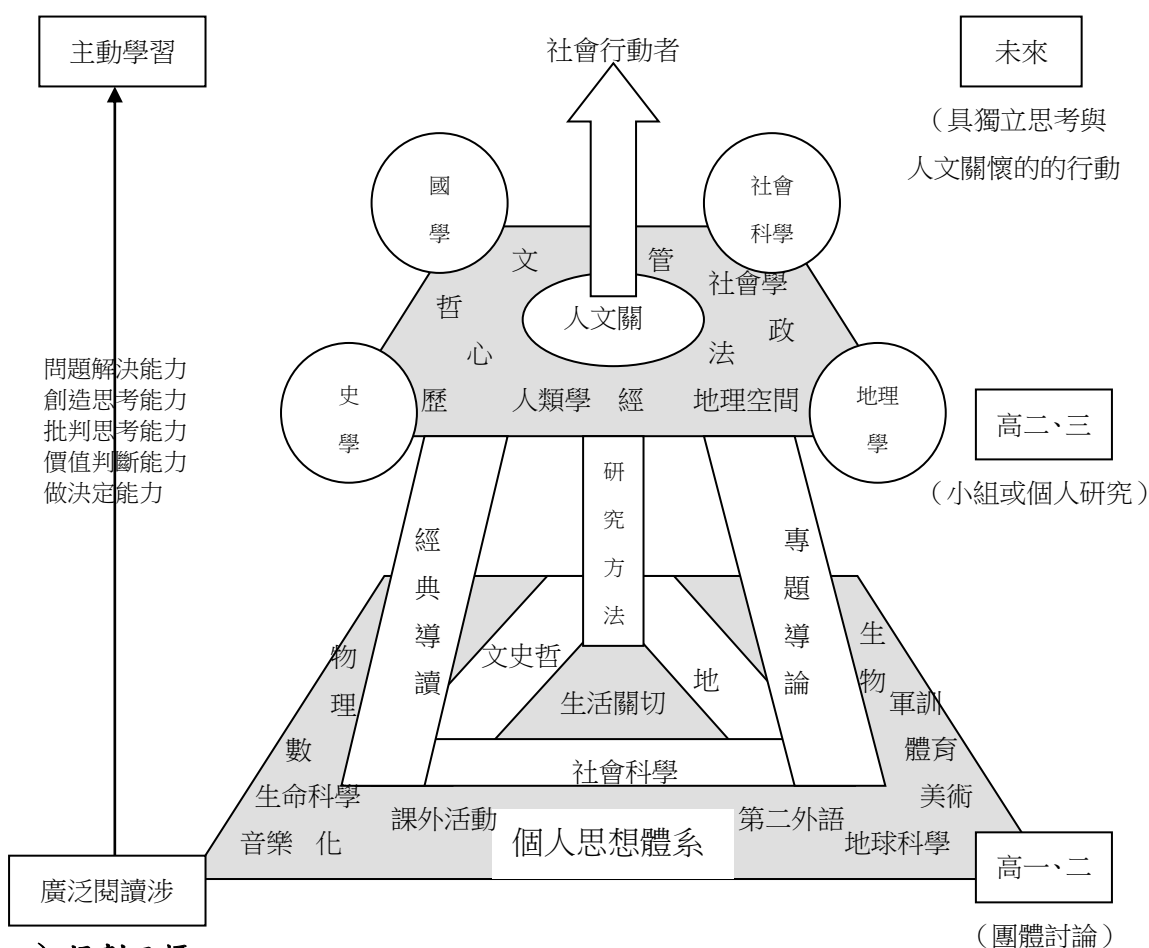 主動學習
社會行動者
未來
（具獨立思考與
人文關懷的的行動
國學
社會科學
文
管
社會學
哲
人文關
政
心
法
問題解決能力
創造思考能力
批判思考能力
價值判斷能力
做決定能力
史學
歷
人類學
經
地理空間
地理學
高二、三
（小組或個人研究）
研究方法
經典導讀
專題導論
物理
文史哲
地
生物
生活關切
軍訓
數
體育
社會科學
生命科學
美術
課外活動
第二外語
音樂
化
個人思想體系
地球科學
廣泛閱讀涉
高一、二
（團體討論）